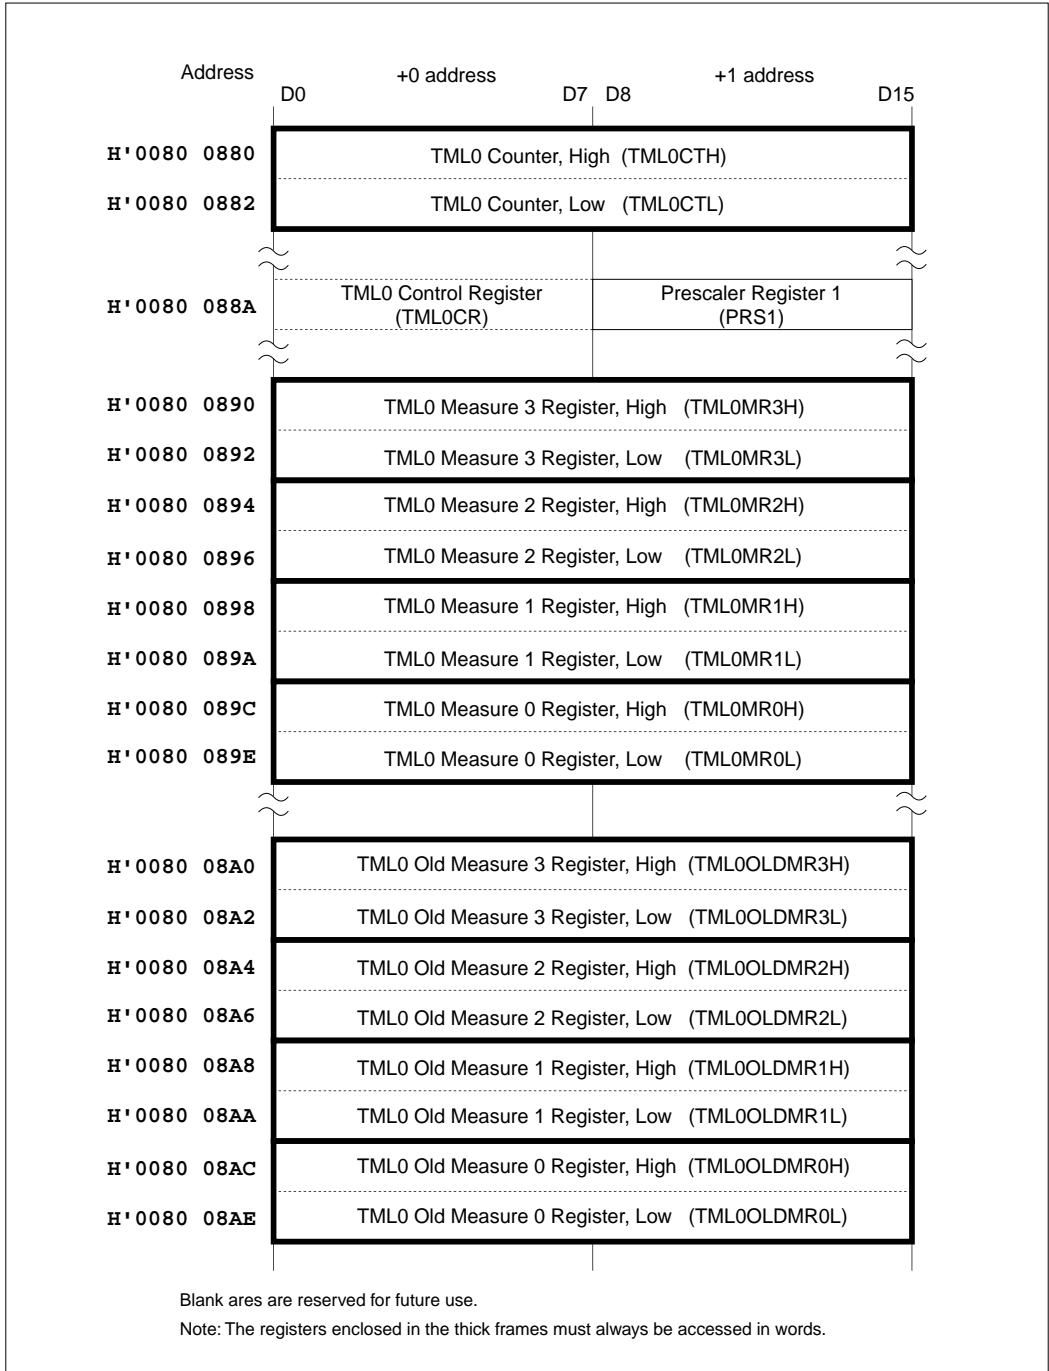 Address +0 address +1 address
D0 D7 D8 D15
H'0080 0880 TML0 Counter, High (TML0CTH)
H'0080 0882 TML0 Counter, Low (TML0CTL)
TML0 Control Register Prescaler Register 1
H'0080 088A (TML0CR) (PRS1)
H'0080 0890 TML0 Measure 3 Register, High (TML0MR3H)
H'0080 0892 TML0 Measure 3 Register, Low (TML0MR3L)
H'0080 0894 TML0 Measure 2 Register, High (TML0MR2H)
H'0080 0896 TML0 Measure 2 Register, Low (TML0MR2L)
H'0080 0898 TML0 Measure 1 Register, High (TML0MR1H)
H'0080 089A TML0 Measure 1 Register, Low (TML0MR1L)
H'0080 089C TML0 Measure 0 Register, High (TML0MR0H)
H'0080 089E TML0 Measure 0 Register, Low (TML0MR0L)
H'0080 08A0 TML0 Old Measure 3 Register, High (TML0OLDMR3H)
H'0080 08A2 TML0 Old Measure 3 Register, Low (TML0OLDMR3L)
H'0080 08A4 TML0 Old Measure 2 Register, High (TML0OLDMR2H)
H'0080 08A6 TML0 Old Measure 2 Register, Low (TML0OLDMR2L)
H'0080 08A8 TML0 Old Measure 1 Register, High (TML0OLDMR1H)
H'0080 08AA TML0 Old Measure 1 Register, Low (TML0OLDMR1L)
H'0080 08AC TML0 Old Measure 0 Register, High (TML0OLDMR0H)
H'0080 08AE TML0 Old Measure 0 Register, Low (TML0OLDMR0L)
Blank ares are reserved for future use.
Note: The registers enclosed in the thick frames must always be accessed in words.